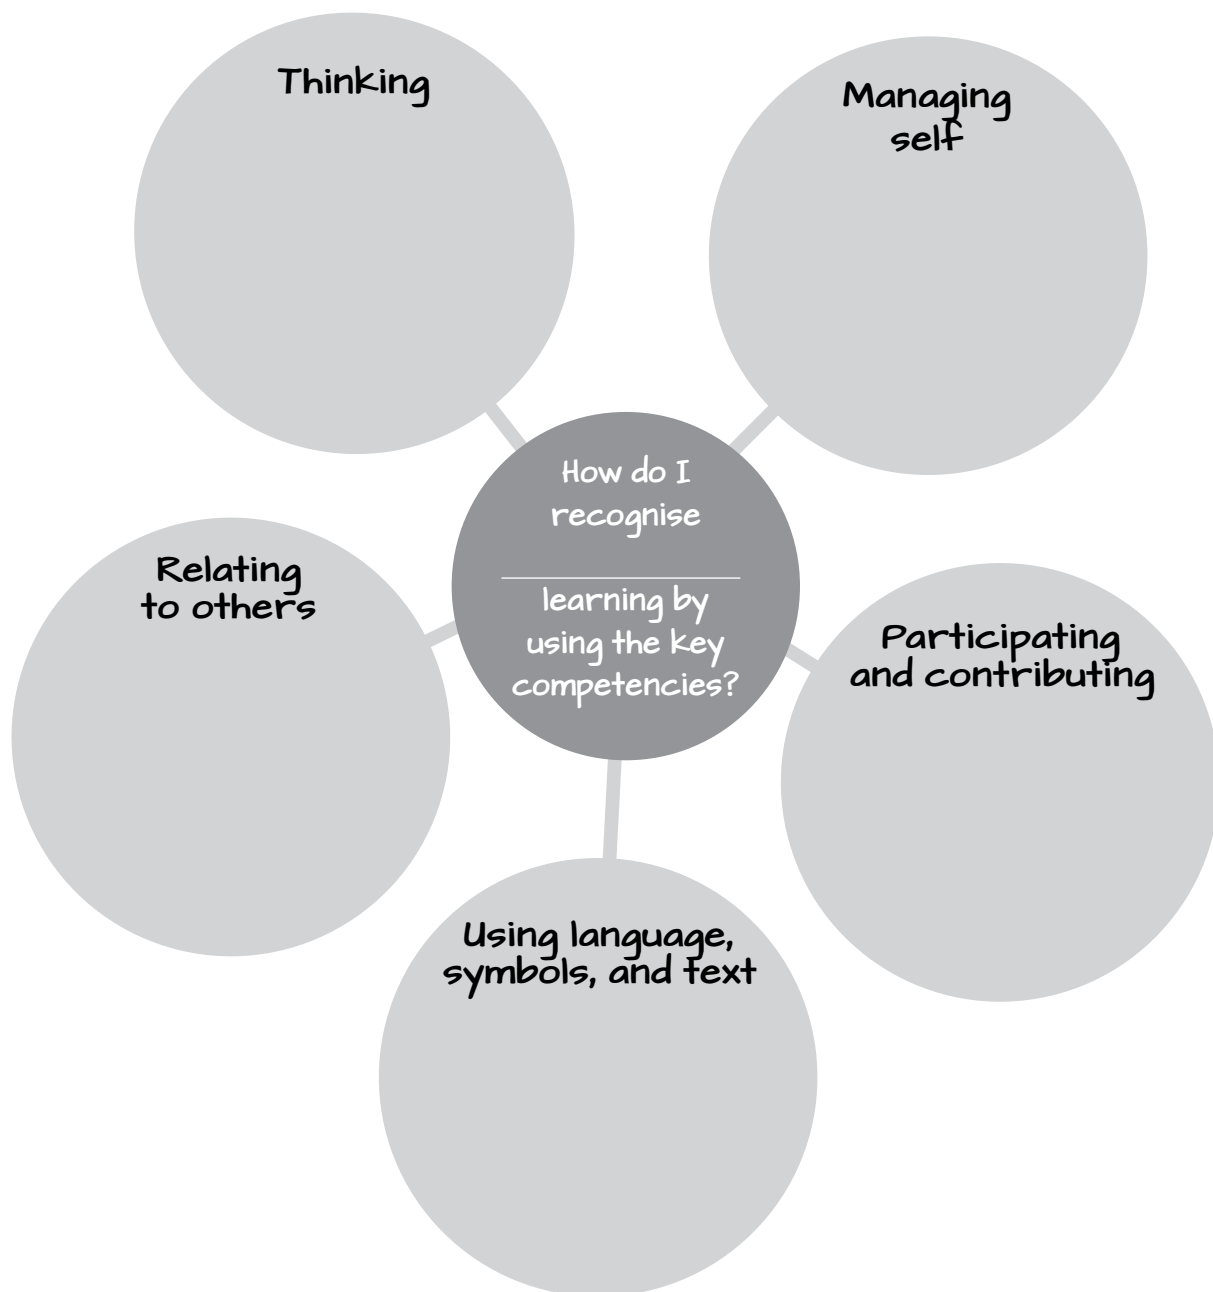 Thinking
Managing
self
How do I
recognise
learning by
using the key
competencies?
Relating
to others
Participating
and contributing
Using language,
symbols, and text